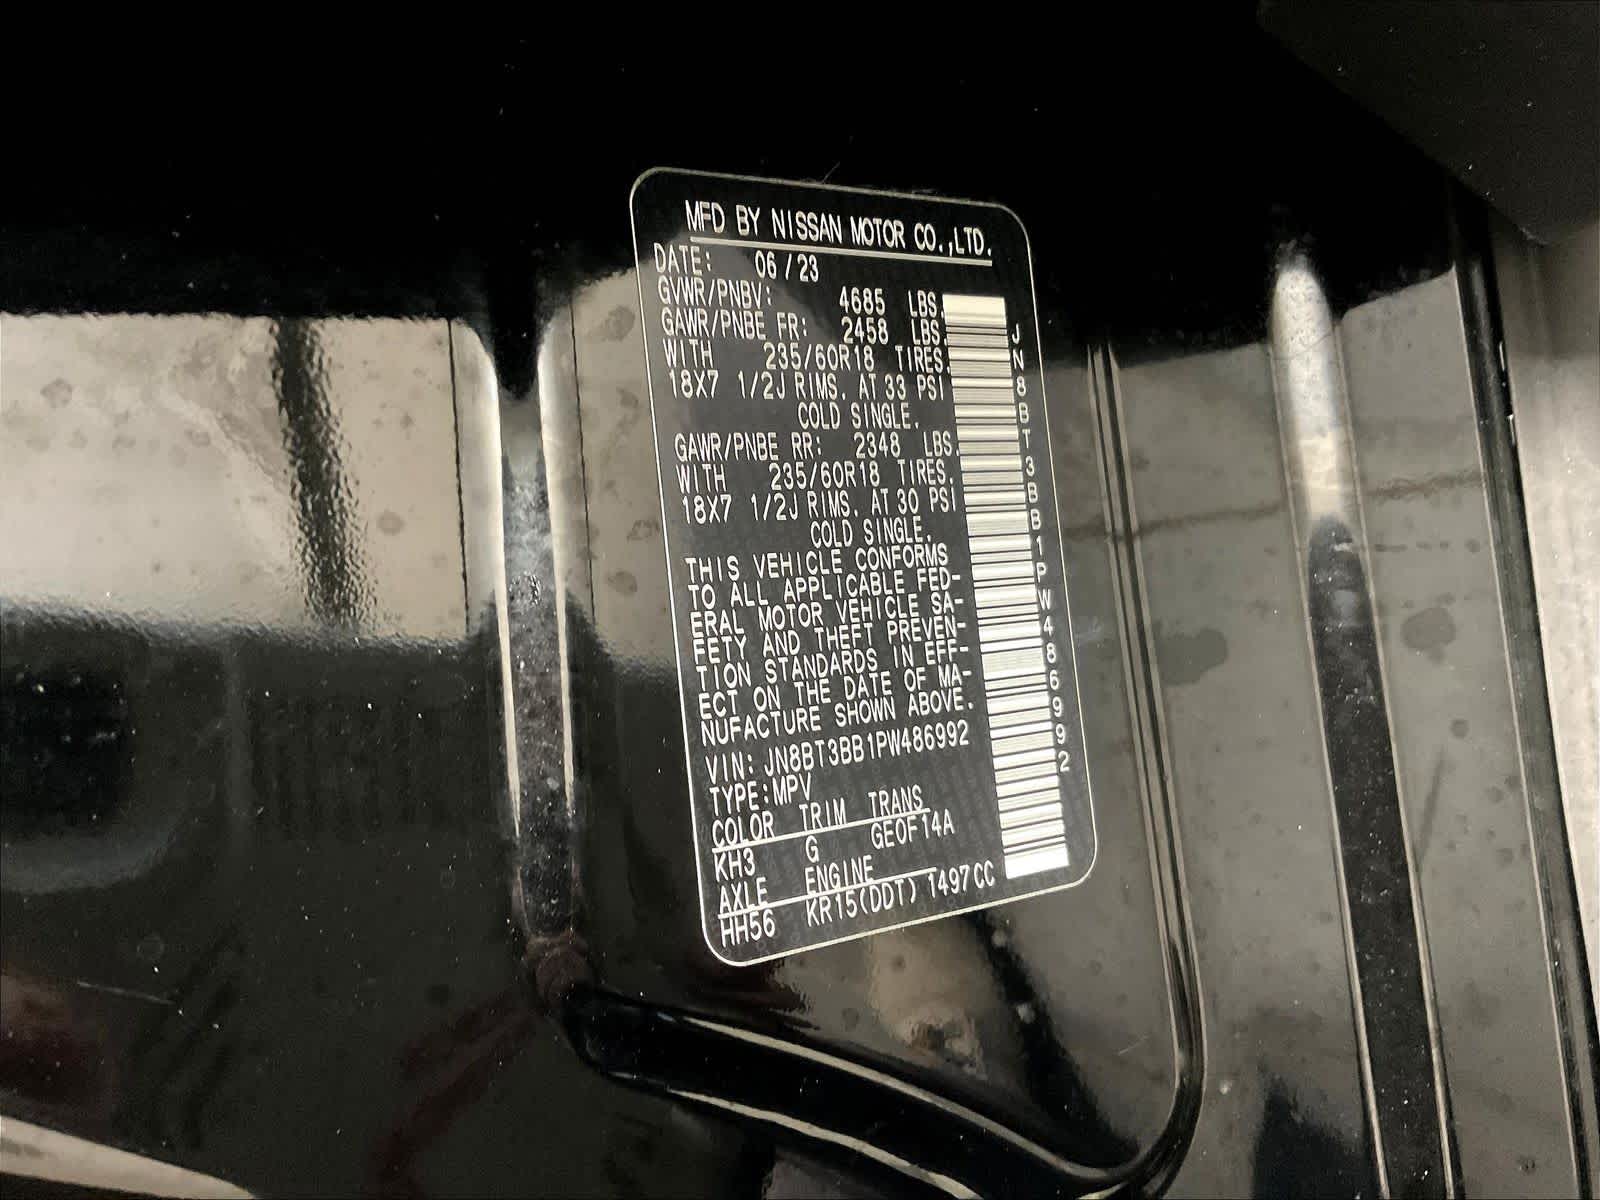 MFD BY NISSAN MOTOR CO.,LTD.
DATE: 06/23
GVWR/PNBV: 4685 LBS.
GAWR/PNBE FR: 2458 LBS.
WITH 235/60R18 TIRES.
18X7 1/2J RIMS. AT 33 PSI
COLD SINGLE.
GAWR/PNBE RR: 2348 LBS.
WITH 235/60R18 TIRES.
18X7 1/2J RIMS. AT 30 PSI
COLD SINGLE.
THIS VEHICLE CONFORMS
TO ALL APPLICABLE FED-
ERAL MOTOR VEHICLE SA-
FETY AND THEFT PREVEN-
TION STANDARDS IN EFF-
ECT ON THE DATE OF MA-
NUFACTURE SHOWN ABOVE.
VIN: JN8BT3BB1PW486992
TYPE:MPV
COLOR TRIM TRANS
KH3 G GEOF14A
AXLE ENGINE
HH56 KR15(DDT) 1497CC
JN8BT3BB1PW486992